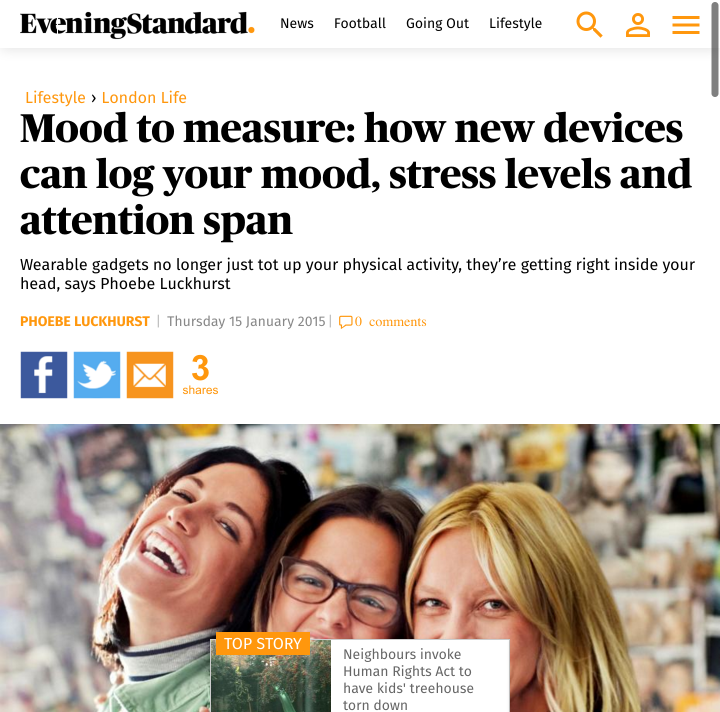 EveningStandard.
News Football Going Out Lifestyle
Lifestyle › London Life
Mood to measure: how new devices
can log your mood, stress levels and
attention span
Wearable gadgets no longer just tot up your physical activity, they’re getting right inside your
head, says Phoebe Luckhurst
PHOEBE LUCKHURST | Thursday 15 January 2015 | 0 comments
f
3
shares
TOP STORY
Neighbours invoke
Human Rights Act to
have kids' treehouse
torn down